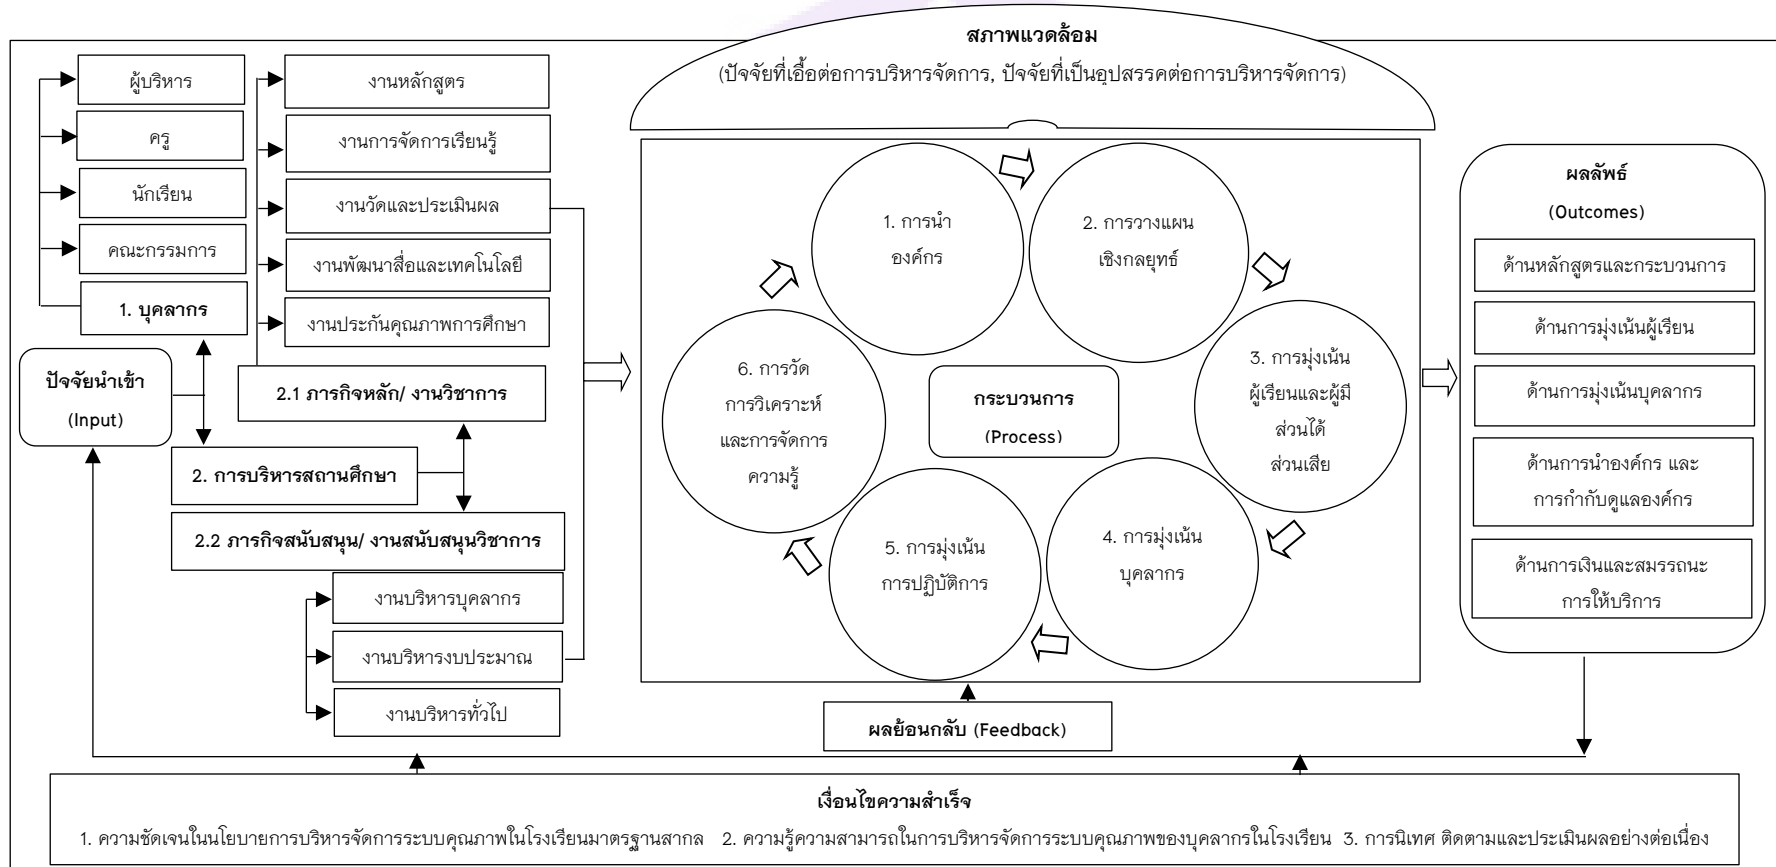 สภาพแวดล้อม
(ปัจจัยที่เอื้อต่อการบริหารจัดการ, ปัจจัยที่เป็นอุปสรรคต่อการบริหารจัดการ)
ผู้บริหาร
ครู
นักเรียน
คณะกรรมการ
1. บุคลากร
ปัจจัยนำเข้า
(Input)
งานหลักสูตร
งานการจัดการเรียนรู้
งานวัดและประเมินผล
งานพัฒนาสื่อและเทคโนโลยี
งานประกันคุณภาพการศึกษา
2.1 ภารกิจหลัก/ งานวิชาการ
2. การบริหารสถานศึกษา
2.2 ภารกิจสนับสนุน/ งานสนับสนุนวิชาการ
งานบริหารบุคลากร
งานบริหารงบประมาณ
งานบริหารทั่วไป
1. การนำ
องค์กร
2. การวางแผน
เชิงกลยุทธ์
3. การมุ่งเน้น
ผู้เรียนและผู้มี
ส่วนได้
ส่วนเสีย
4. การมุ่งเน้น
บุคลากร
5. การมุ่งเน้น
การปฏิบัติการ
6. การวัด
การวิเคราะห์
และการจัดการ
ความรู้
กระบวนการ
(Process)
ผลย้อนกลับ (Feedback)
ผลลัพธ์
(Outcomes)
ด้านหลักสูตรและกระบวนการ
ด้านการมุ่งเน้นผู้เรียน
ด้านการมุ่งเน้นบุคลากร
ด้านการนำองค์กร และ
การกำกับดูแลองค์กร
ด้านการเงินและสมรรถนะ
การให้บริการ
เงื่อนไขความสำเร็จ
1. ความชัดเจนในนโยบายการบริหารจัดการระบบคุณภาพในโรงเรียนมาตรฐานสากล 2. ความรู้ความสามารถในการบริหารจัดการระบบคุณภาพของบุคลากรในโรงเรียน 3. การนิเทศ ติดตามและประเมินผลอย่างต่อเนื่อง